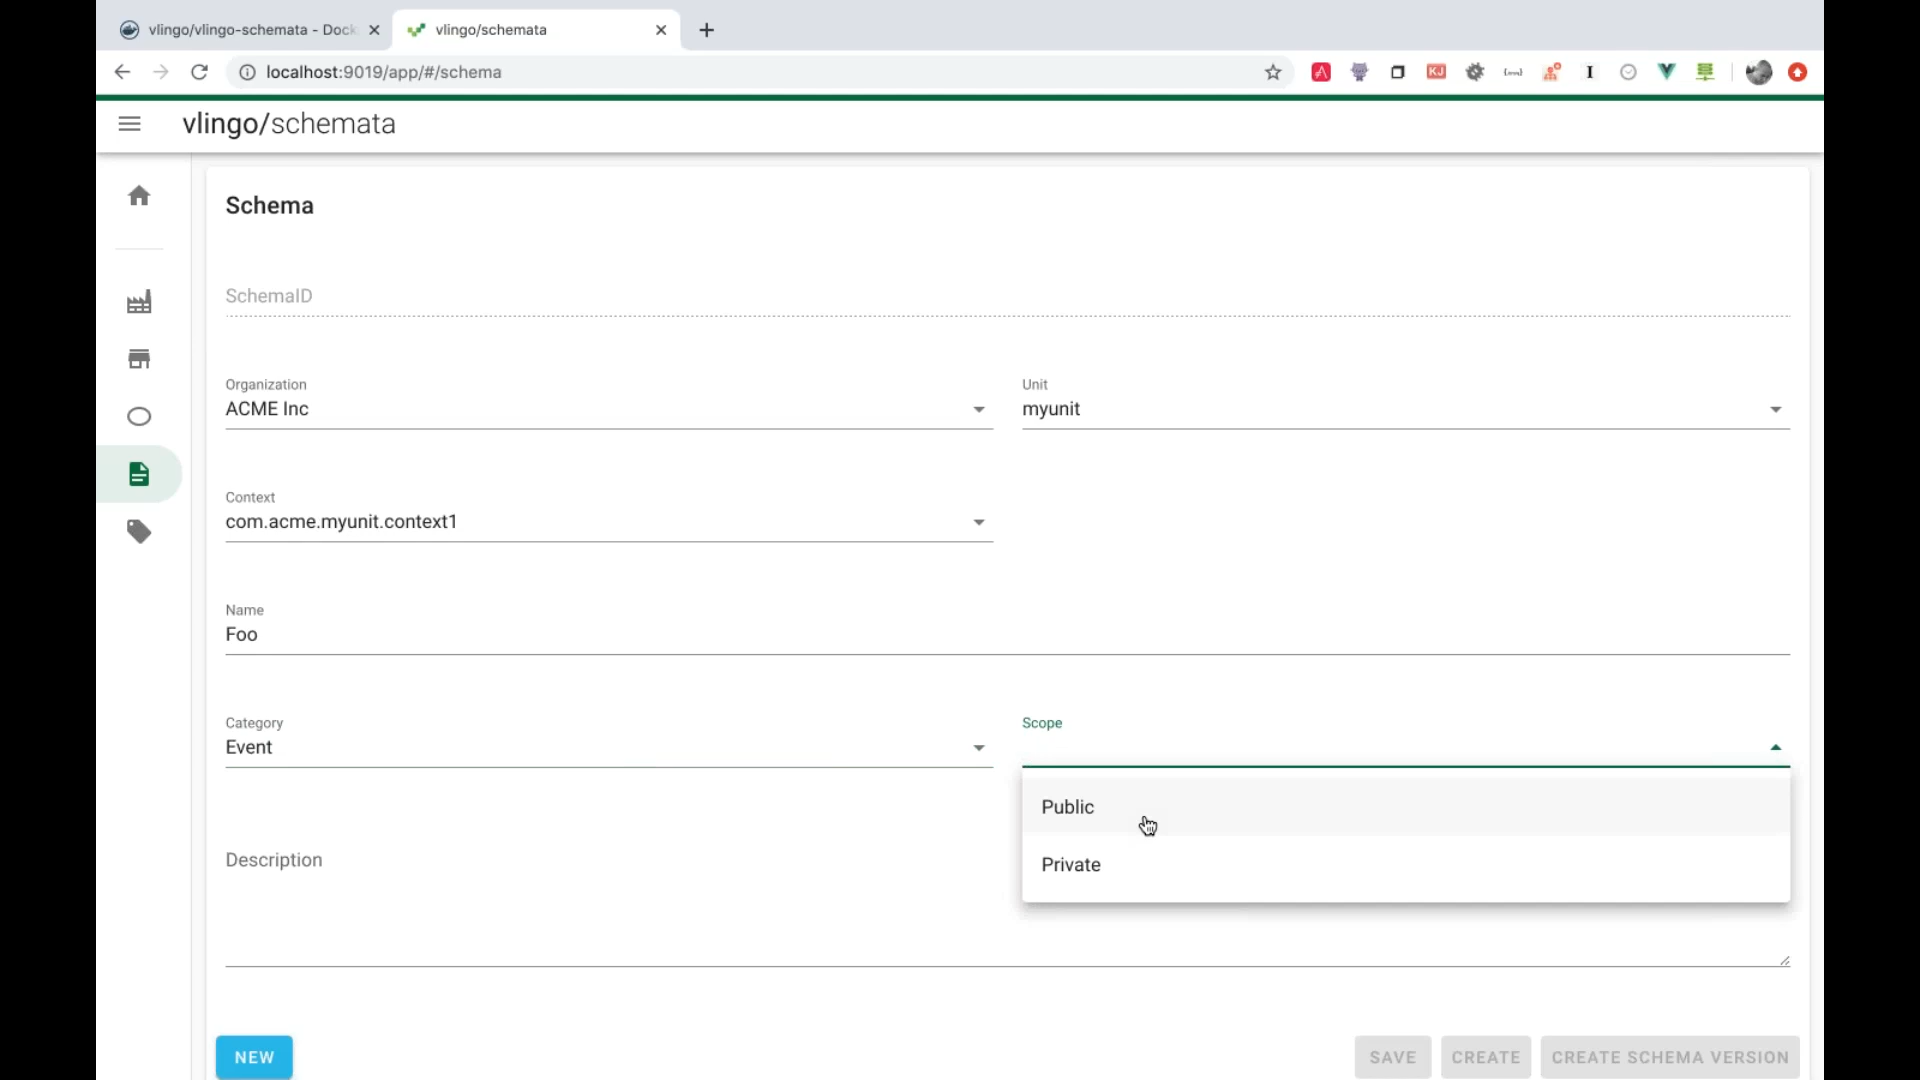 vlingo/vlingo-schemata - Dock
vlingo/schemata
localhost:9019/app/#/schema
vlingo/schemata
Schema
SchemaID
Organization
ACME Inc
Unit
myunit
Context
com.acme.myunit.context1
Name
Foo
Category
Event
Scope
Public
Private
Description
NEW
SAVE
CREATE
CREATE SCHEMA VERSION